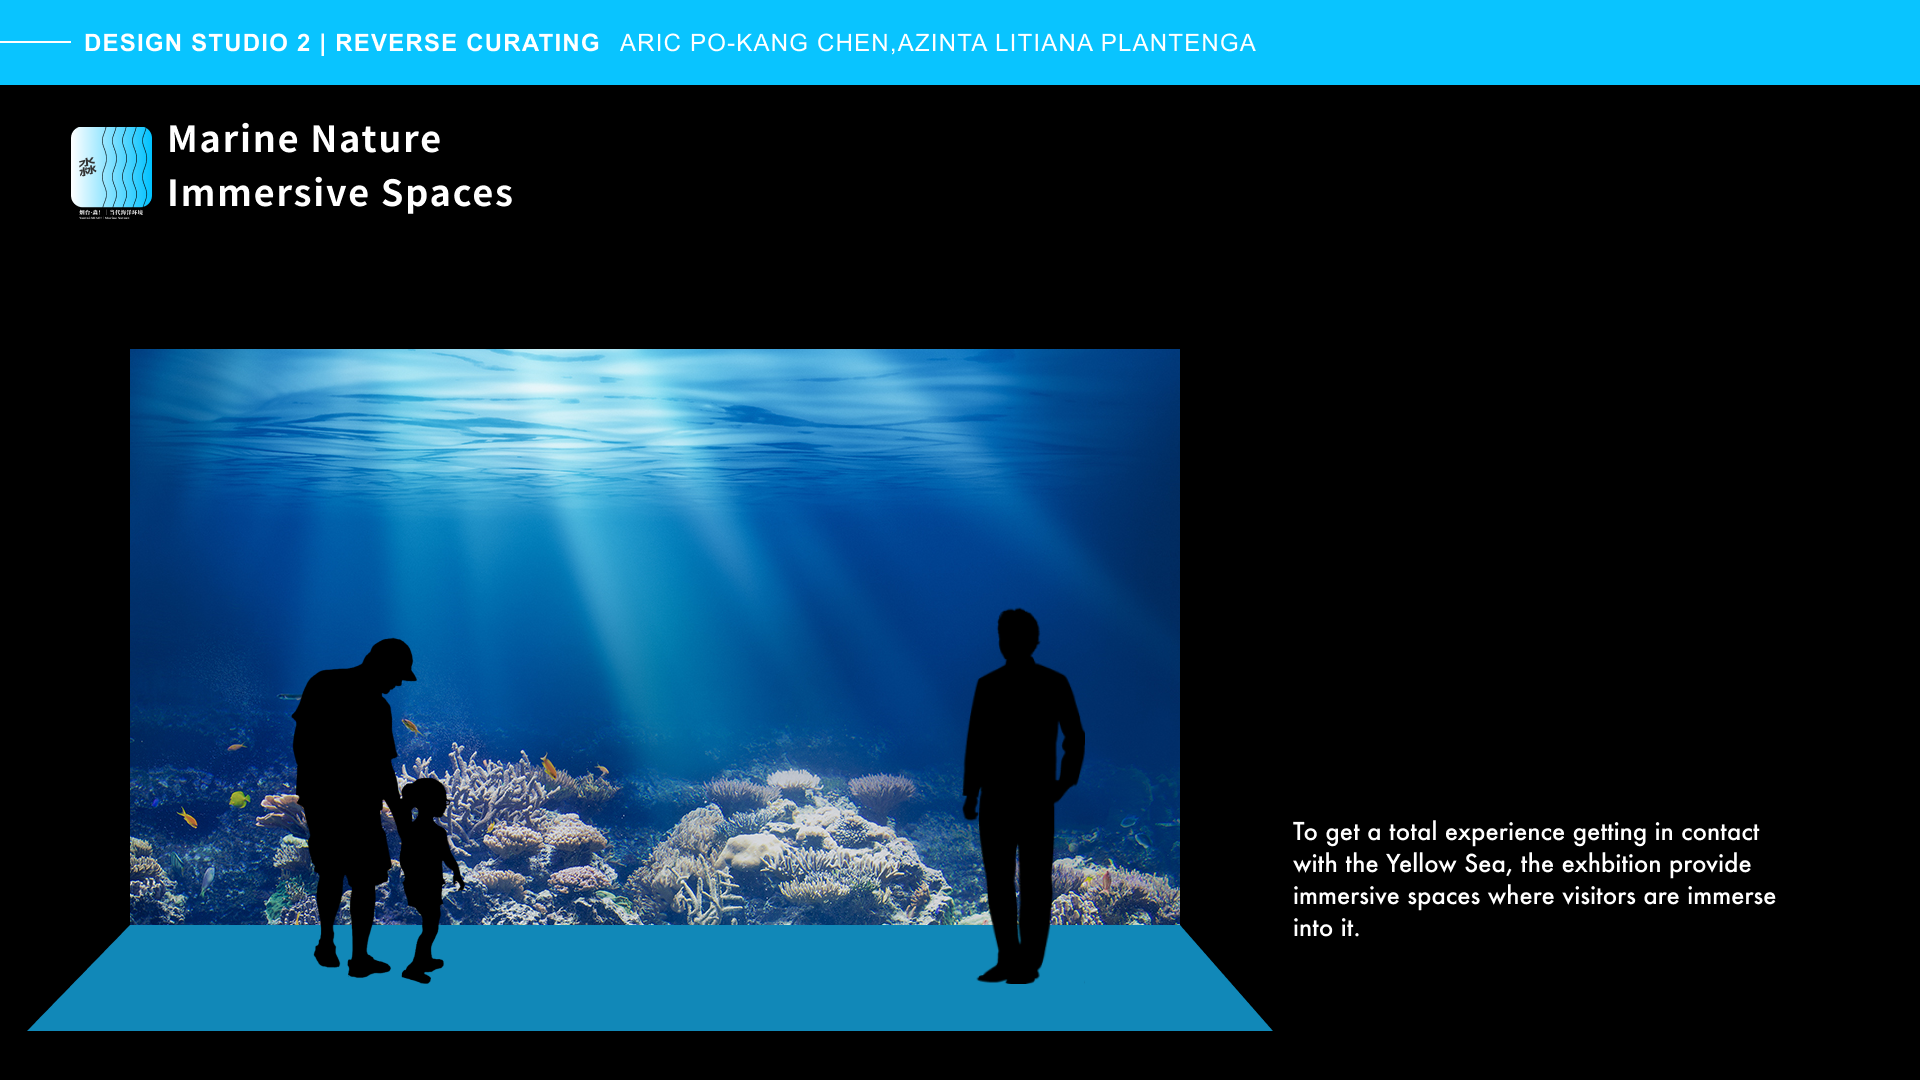 DESIGN STUDIO 2 | REVERSE CURATING ARIC PO-KANG CHEN,AZINTA LITIANA PLANTENGA
Marine Nature
Immersive Spaces
淼
To get a total experience getting in contact
with the Yellow Sea, the exhbition provide
immersive spaces where visitors are immerse
into it.